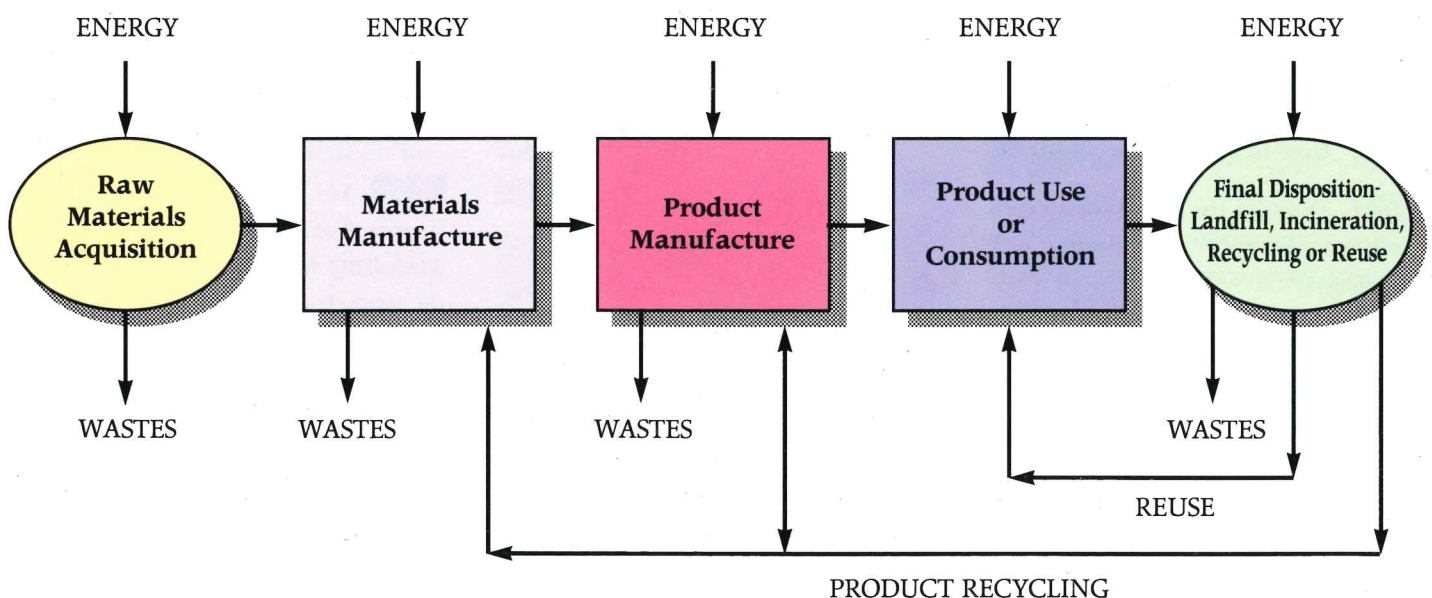 ENERGY
ENERGY
ENERGY
ENERGY
ENERGY
Raw
Materials
Acquisition
Materials
Manufacture
Product
Manufacture
Product Use
or
Consumption
Final Disposition-
Landfill, Incineration,
Recycling or Reuse
WASTES
WASTES
WASTES
WASTES
REUSE
PRODUCT RECYCLING